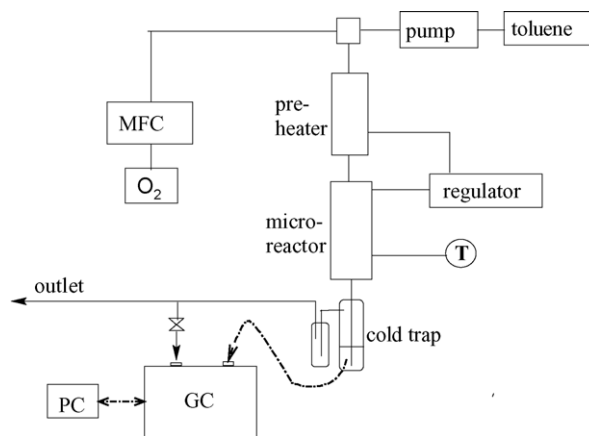 pump
toluene
pre-
heater
MFC
O₂
regulator
micro-
reactor
T
outlet
cold trap
PC
GC